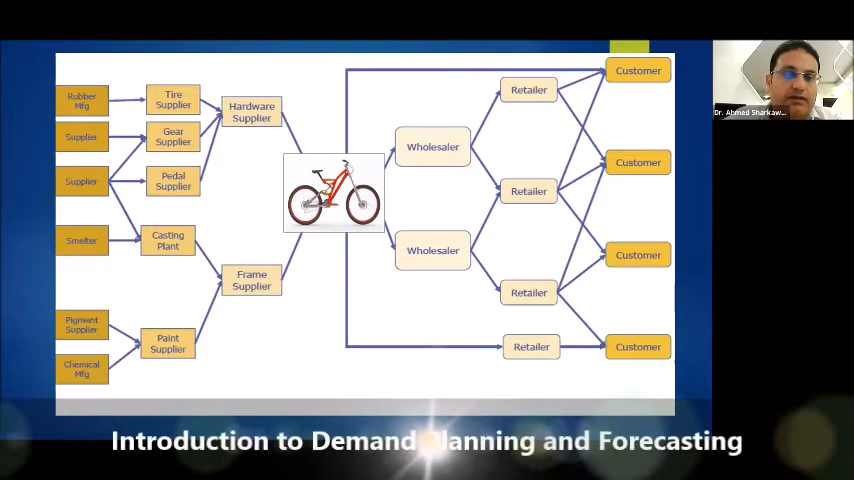 Rubber
Mfg
Tire
Supplier
Hardware
Supplier
Supplier
Gear
Supplier
Supplier
Pedal
Supplier
Smelter
Casting
Plant
Frame
Supplier
Pigment
Supplier
Paint
Supplier
Chemical
Mfg
Wholesaler
Wholesaler
Retailer
Retailer
Retailer
Retailer
Customer
Customer
Customer
Customer
Dr. Ahmed Sharkaw...
Introduction to Demand Planning and Forecasting